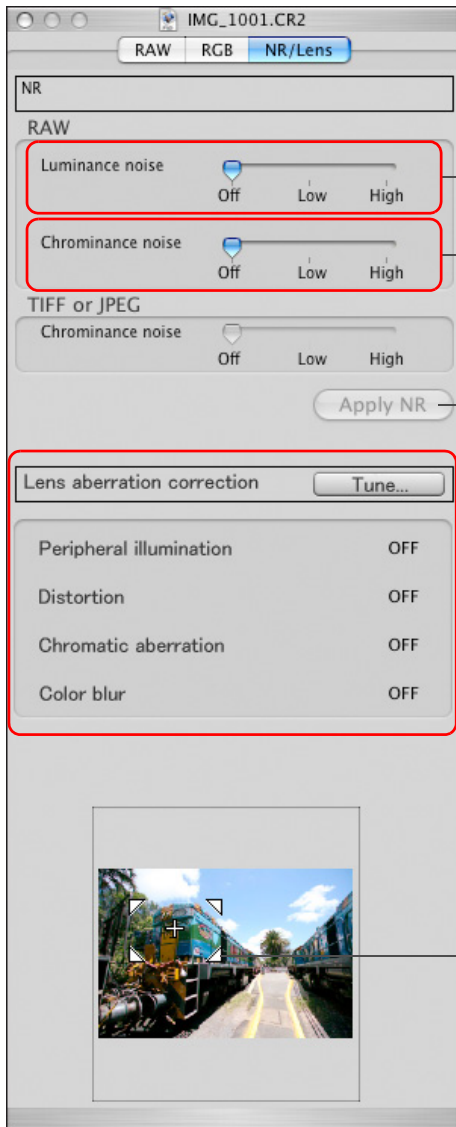 IMG_1001.CR2
RAW RGB NR/Lens
NR
RAW
Luminance noise
Off Low High
Chrominance noise
Off Low High
TIFF or JPEG
Chrominance noise
Off Low High
Apply NR
Lens aberration correction Tune...
Peripheral illumination OFF
Distortion OFF
Chromatic aberration OFF
Color blur OFF